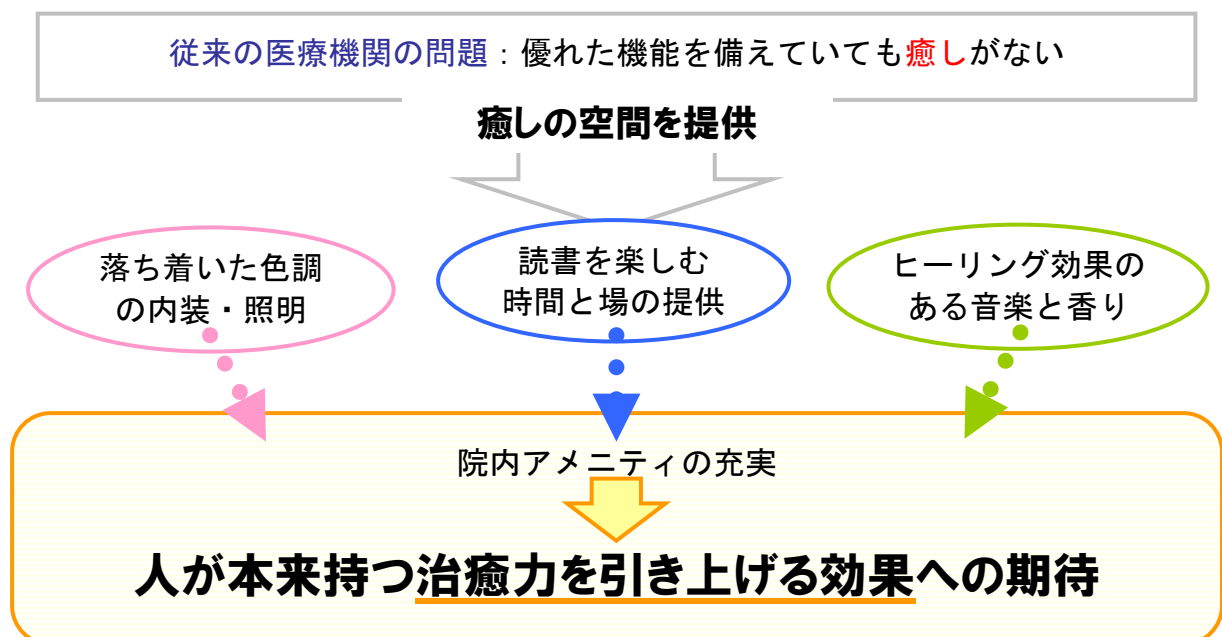 従来の医療機関の問題：優れた機能を備えていても癒しがない
癒しの空間を提供
落ち着いた色調
の内装・照明
読書を楽しむ
時間と場の提供
ヒーリング効果の
ある音楽と香り
院内アメニティの充実
人が本来持つ治癒力を引き上げる効果への期待